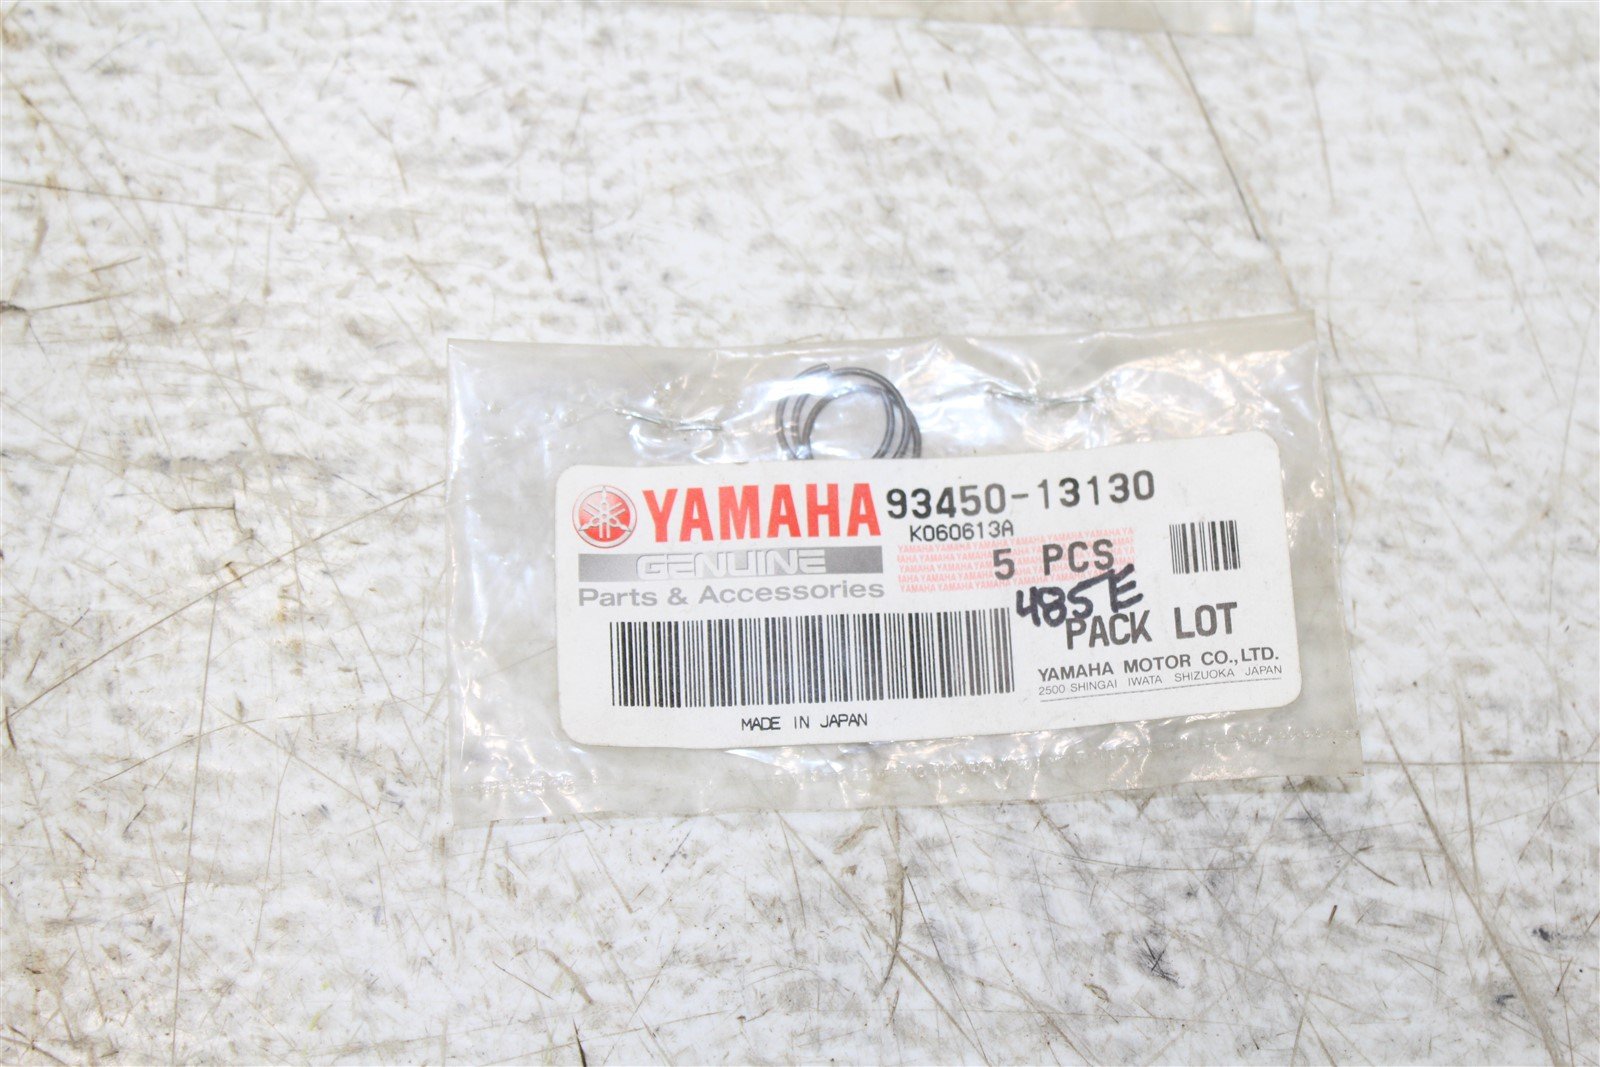 YAMAHA 93450-13130
K060613A
GENUINE
5 PCS
Parts & Accessories
485E
PACK LOT
YAMAHA MOTOR CO., LTD.
2500 SHINGAI IWATA SHIZUOKA JAPAN
MADE IN JAPAN